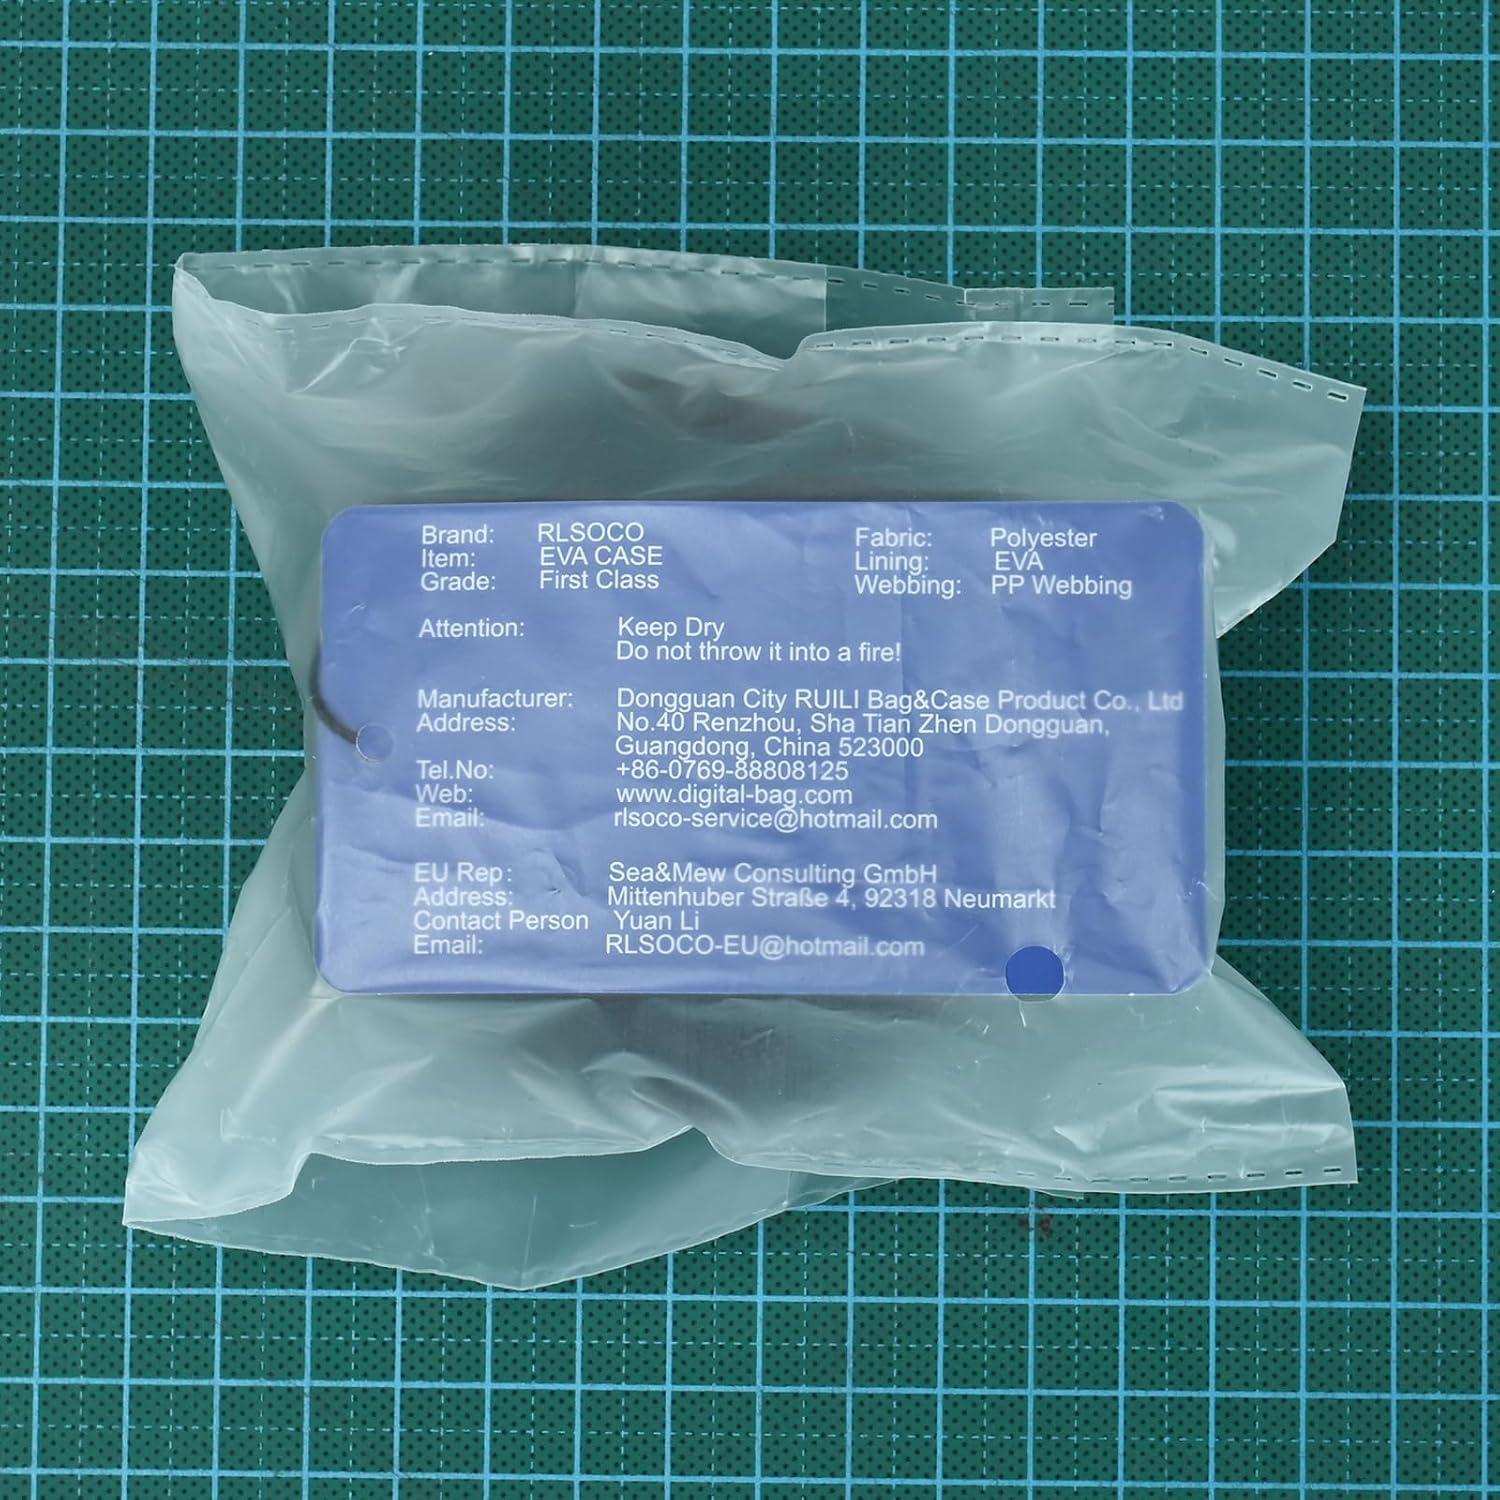 Brand: RLSOCO Fabric: Polyester
Item: EVA CASE Lining: EVA
Grade: First Class Webbing: PP Webbing
Attention: Keep Dry
Do not throw it into a fire!
Manufacturer: Dongguan City RUILI Bag&Case Product Co., Ltd
Address: No.40 Renzhou, Sha Tian Zhen Dongguan,
Guangdong, China 523000
Tel.No: +86-0769-88808125
Web: www.digital-bag.com
Email: rlsoco-service@hotmail.com
EU Rep: Sea&Mew Consulting GmbH
Address: Mittenhuber Straße 4, 92318 Neumarkt
Contact Person Yuan Li
Email: RLSOCO-EU@hotmail.com